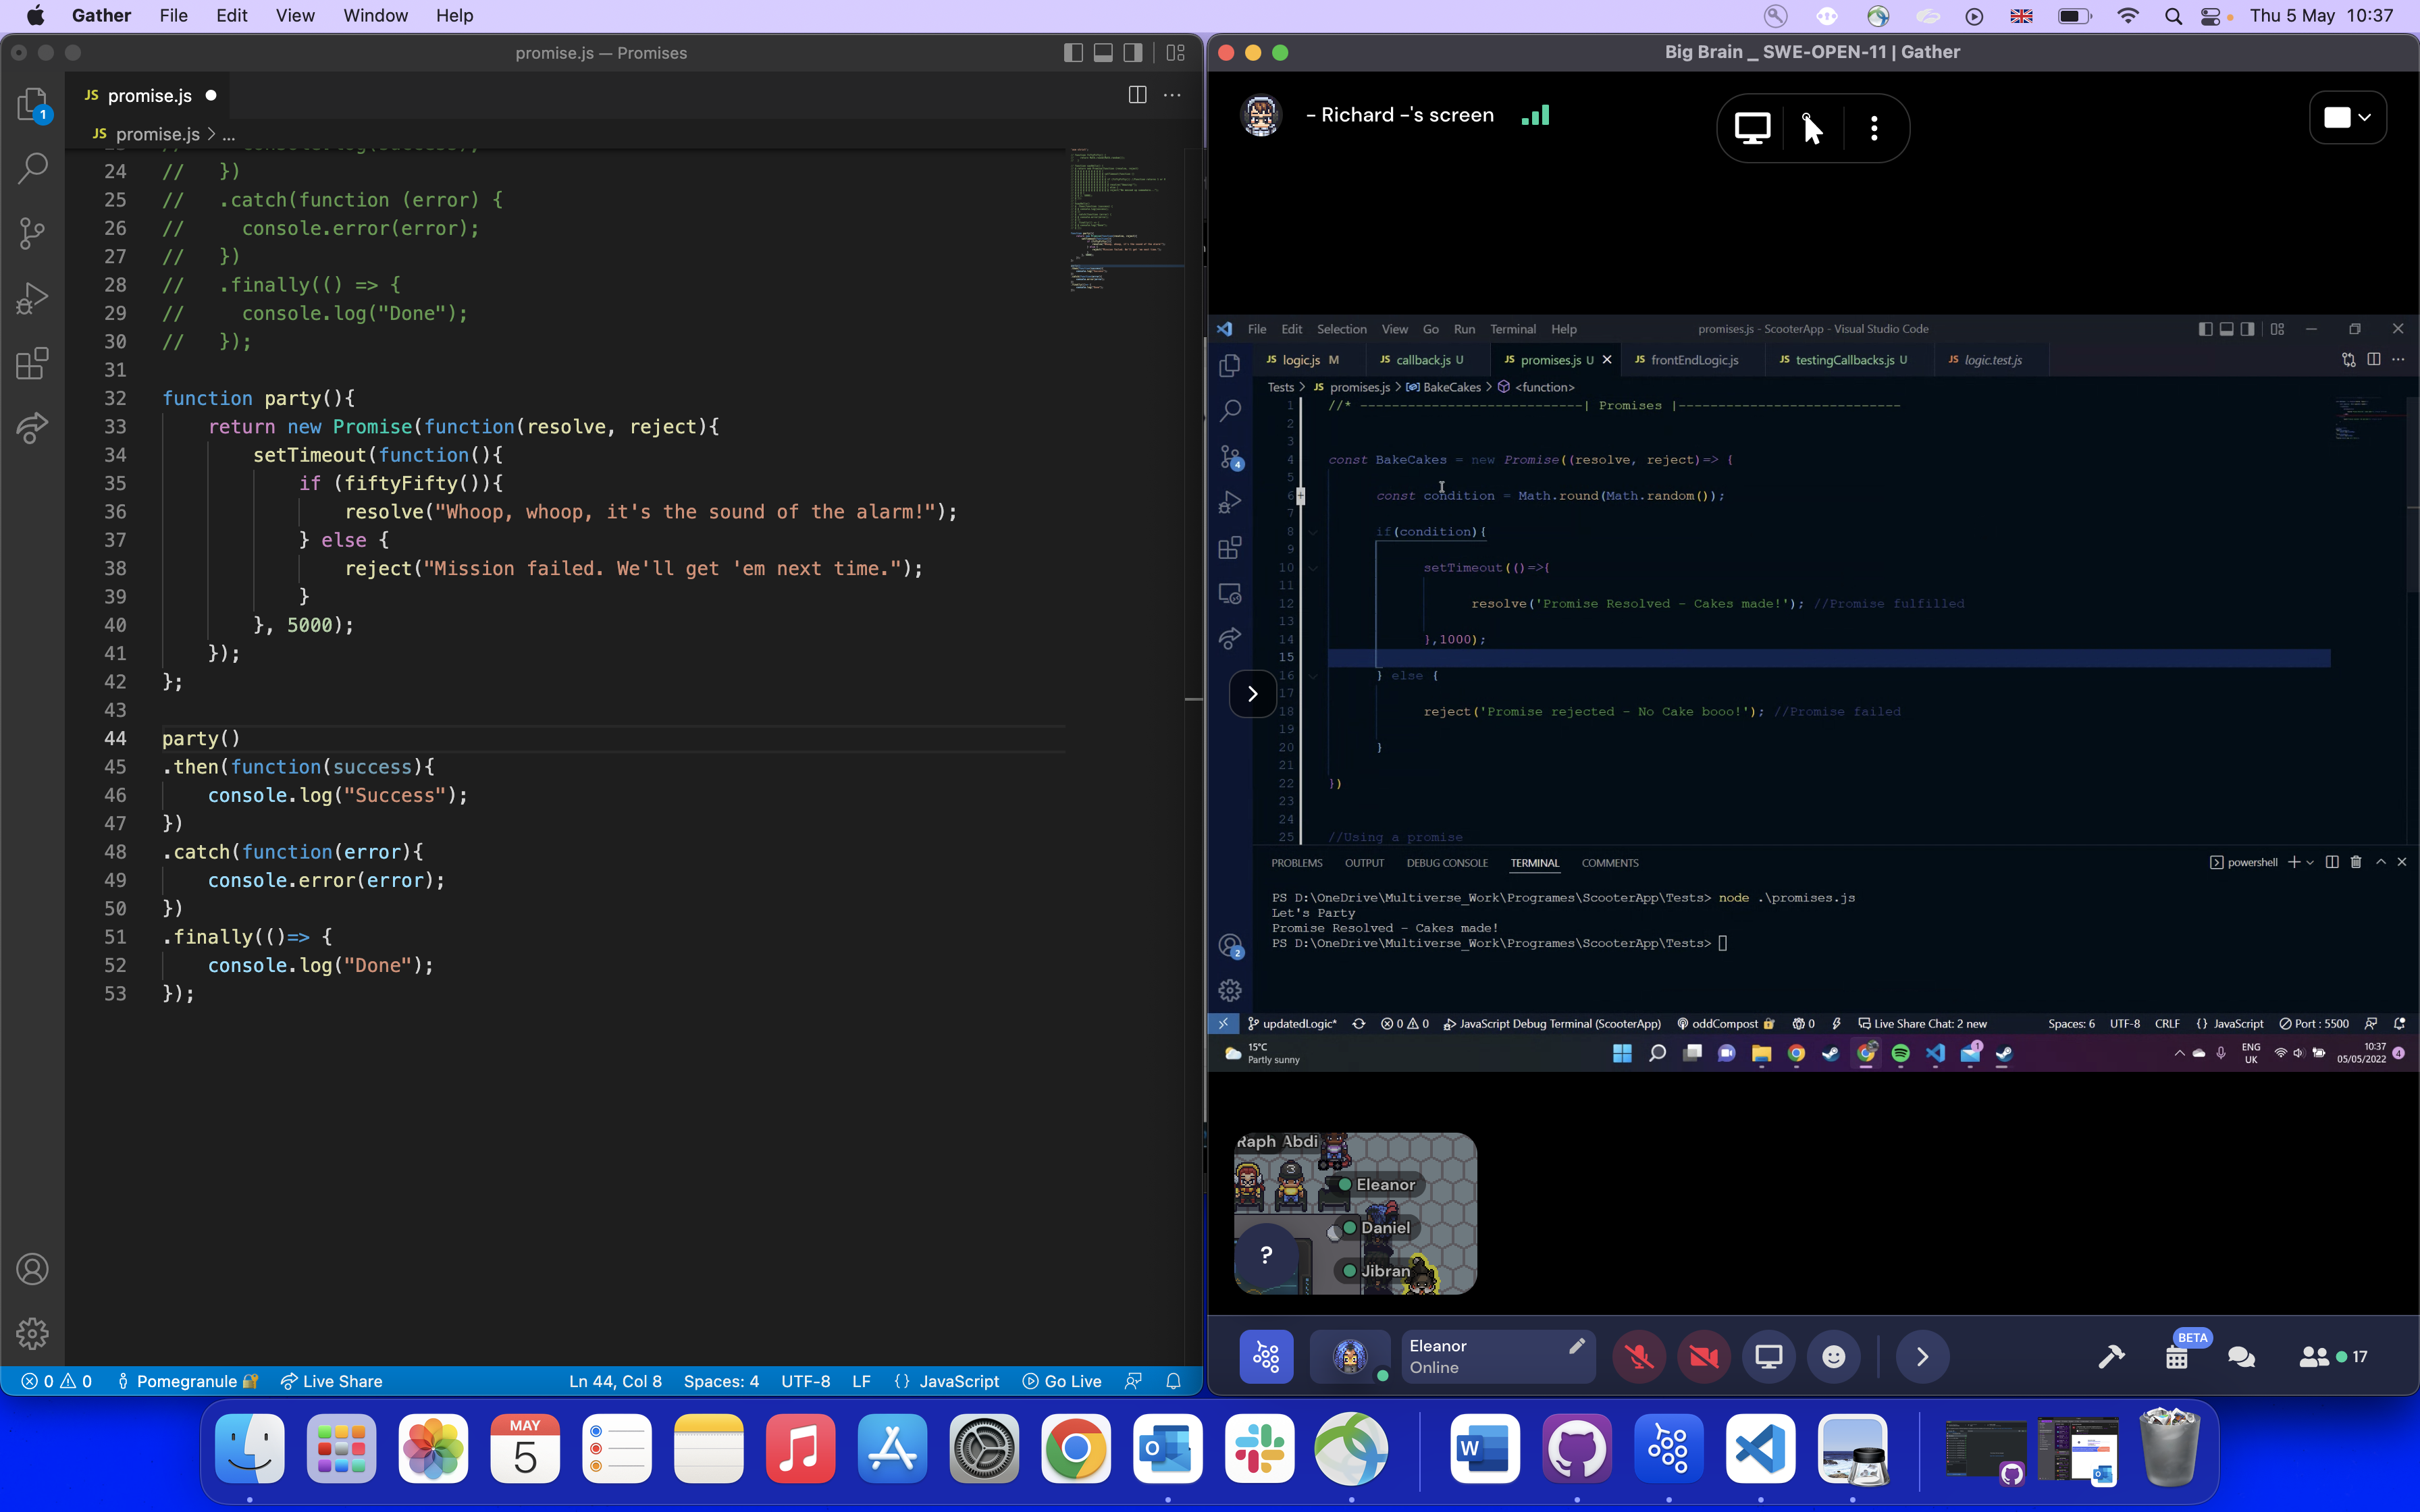 Gather File Edit View Window Help
Thu 5 May 10:37
promise.js — Promises
JS promise.js
JS promise.js > ...
1
24 // })
25 // .catch(function (error) {
26 // console.error(error);
27 // })
28 // .finally(() => {
29 // console.log("Done");
30 // });
31
32 function party(){
33 return new Promise(function(resolve, reject){
34 setTimeout(function(){
35 if (fiftyFifty()){
36 resolve("Whoop, whoop, it's the sound of the alarm!");
37 } else {
38 reject("Mission failed. We'll get 'em next time.");
39 }
40 }, 5000);
41 });
42 };
43
44 party()
45 .then(function(success){
46 console.log("Success");
47 })
48 .catch(function(error){
49 console.error(error);
50 })
51 .finally(()=> {
52 console.log("Done");
53 });
0 0 Pomegranule Live Share Ln 44, Col 8 Spaces: 4 UTF-8 LF {} JavaScript Go Live
Big Brain _ SWE-OPEN-11 | Gather
- Richard -'s screen
File Edit Selection View Go Run Terminal Help
promises.js - ScooterApp - Visual Studio Code
JS logic.js M JS callback.js U JS promises.js U JS frontEndLogic.js JS testingCallbacks.js U JS logic.test.js
Tests > JS promises.js > BakeCakes > <function>
1 //* ----------------------------| Promises |----------------------------
2
3
4 const BakeCakes = new Promise((resolve, reject)=> {
5
6 const condition = Math.round(Math.random());
7
8 if(condition){
9
10 setTimeout(()=>{
11
12 resolve('Promise Resolved - Cakes made!'); //Promise fulfilled
13
14 },1000);
15
16 } else {
17
18 reject('Promise rejected - No Cake booo!'); //Promise failed
19
20 }
21
22 })
23
24
25 //Using a promise
4
2
PROBLEMS OUTPUT DEBUG CONSOLE TERMINAL COMMENTS
powershell
PS D:\OneDrive\Multiverse_Work\Programes\ScooterApp\Tests> node .\promises.js
Let's Party
Promise Resolved - Cakes made!
PS D:\OneDrive\Multiverse_Work\Programes\ScooterApp\Tests>
updatedLogic* 0 0 JavaScript Debug Terminal (ScooterApp) oddCompost 0 Live Share Chat: 2 new Spaces: 6 UTF-8 CRLF {} JavaScript Port : 5500
15°C
Partly sunny
1
ENG
UK
10:37
05/05/2022
4
Raph Abdi
Eleanor
Daniel
Jibran
?
Eleanor
Online
BETA
17
MAY
5